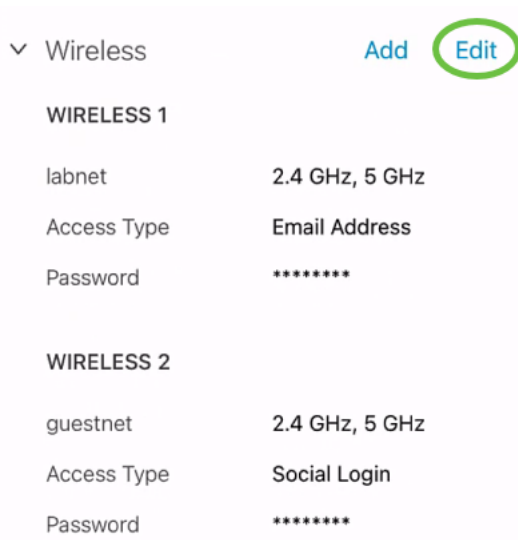 Wireless Add Edit
WIRELESS 1
labnet 2.4 GHz, 5 GHz
Access Type Email Address
Password ********
WIRELESS 2
guestnet 2.4 GHz, 5 GHz
Access Type Social Login
Password ********